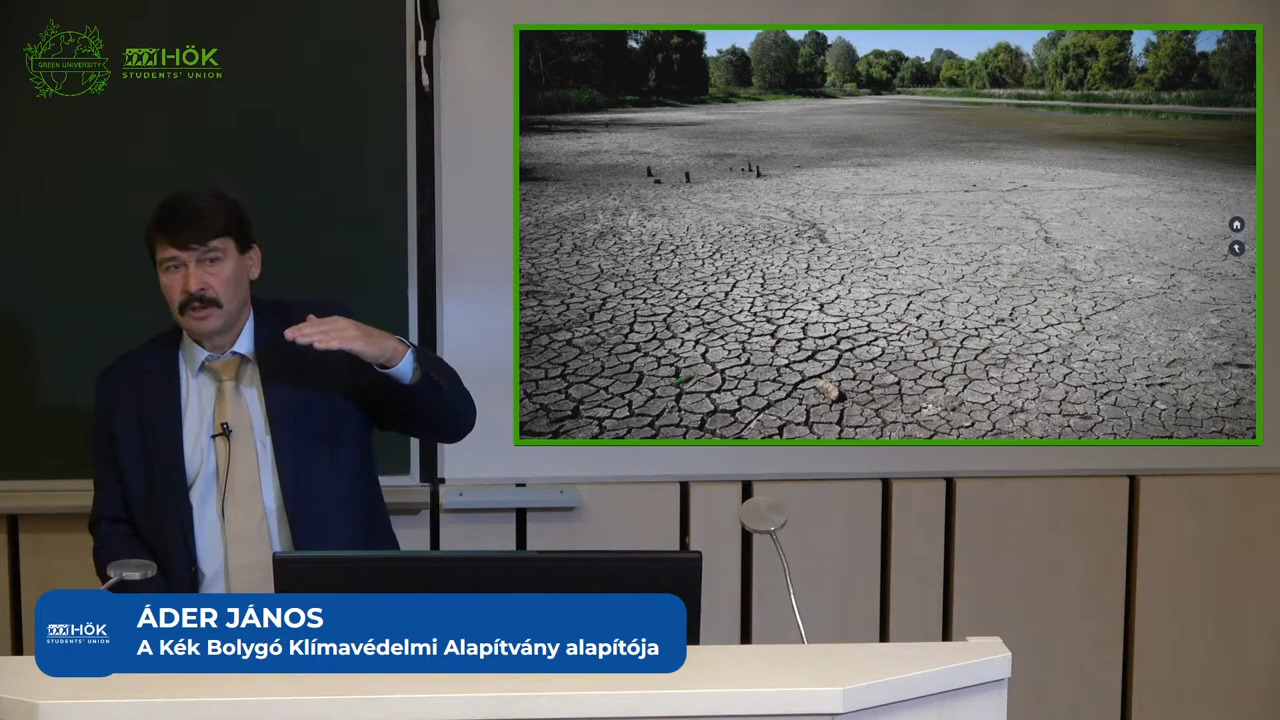 GREEN UNIVERSITY
HÖK
STUDENTS' UNION
HÖK
STUDENTS' UNION
ÁDER JÁNOS
A Kék Bolygó Klímavédelmi Alapítvány alapítója